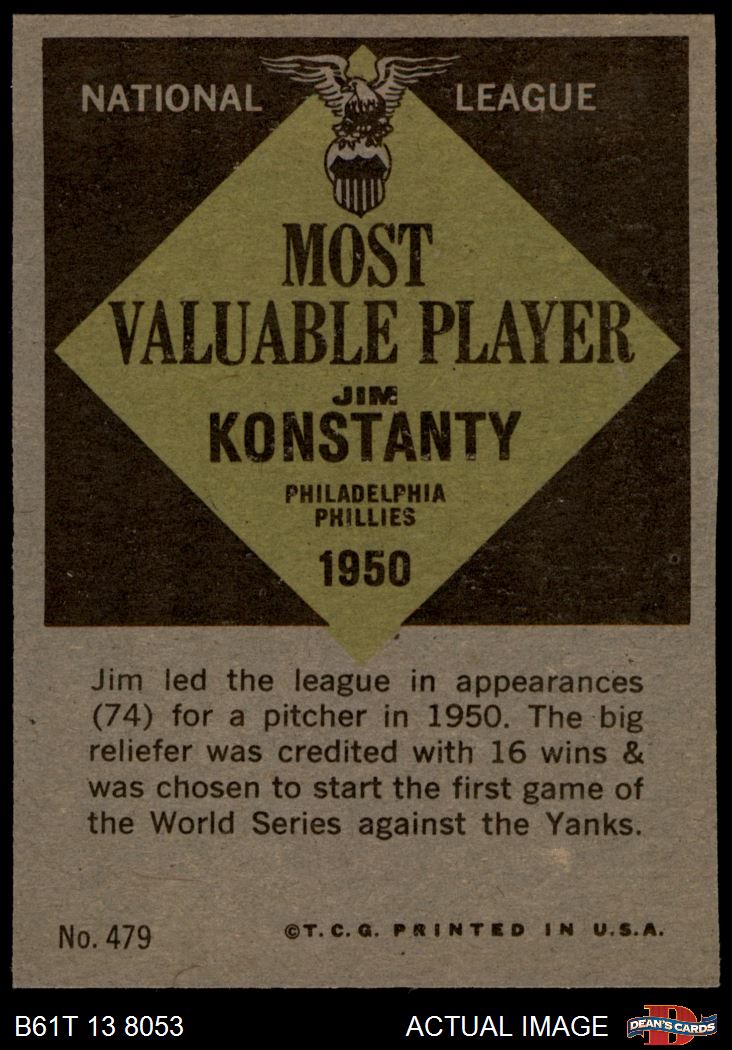 NATIONAL LEAGUE
MOST
VALUABLE PLAYER
JIM
KONSTANTY
PHILADELPHIA
PHILLIES
1950
Jim led the league in appearances
(74) for a pitcher in 1950. The big
reliefer was credited with 16 wins &
was chosen to start the first game of
the World Series against the Yanks.
No. 479 ©T.C.G. PRINTED IN U.S.A.
B61T 13 8053 ACTUAL IMAGE D DEAN'S CARDS